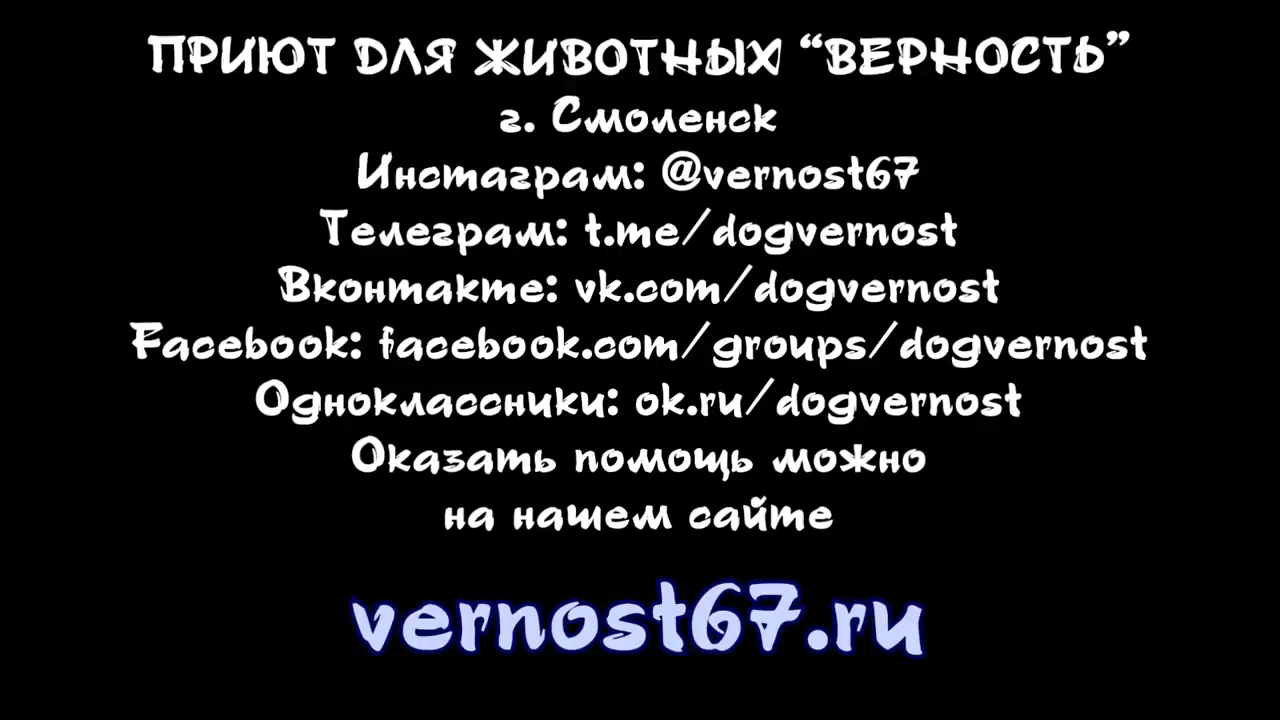 ПРИЮТ ДЛЯ ЖИВОТНЫХ “ВЕРНОСТЬ”
г. Смоленск
Инстаграм: @vernost67
Телеграм: t.me/dogvernost
Вконтакте: vk.com/dogvernost
Facebook: facebook.com/groups/dogvernost
Одноклассники: ok.ru/dogvernost
Оказать помощь можно
на нашем сайте
vernost67.ru